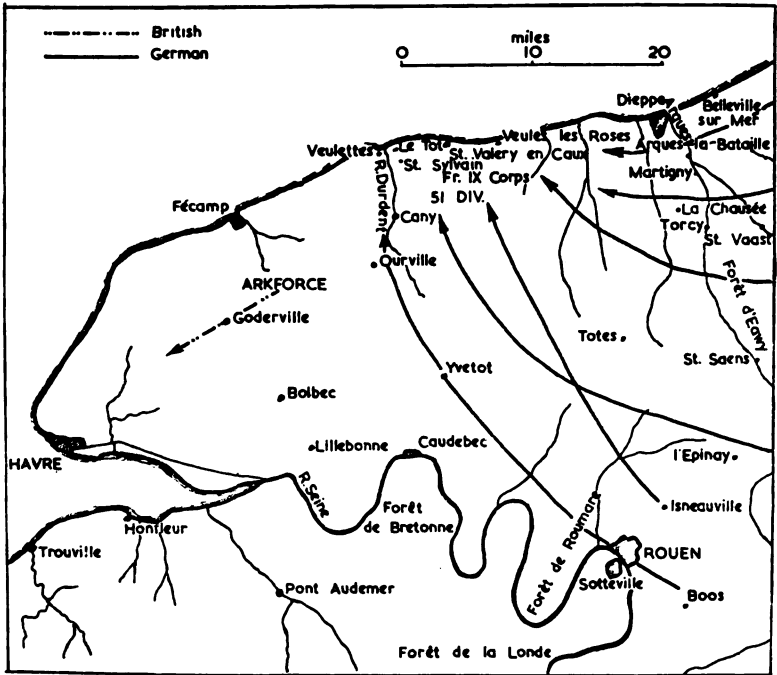 British
German
miles
0 10 20
Dieppe
Belleville
sur Mer
Arques
Arques-la-Bataille
Veules les Roses
Veulettes
Le Tot
St. Valery en Caux
St. Sylvain
Fr. IX Corps
51 DIV.
Martigny
R. Durdent
Fécamp
Cany
La Chausée
Torcy
St. Vaast
Ourville
ARKFORCE
Forêt d'Eawy
Goderville
Totes
St. Saens
Yvetot
Bolbec
Lillebonne
Caudebec
HAVRE
l'Epinay
R. Seine
Isneauville
Forêt
de Bretonne
Honfleur
Forêt de Roumare
Trouville
ROUEN
Sotteville
Pont Audemer
Boos
Forêt de la Londe